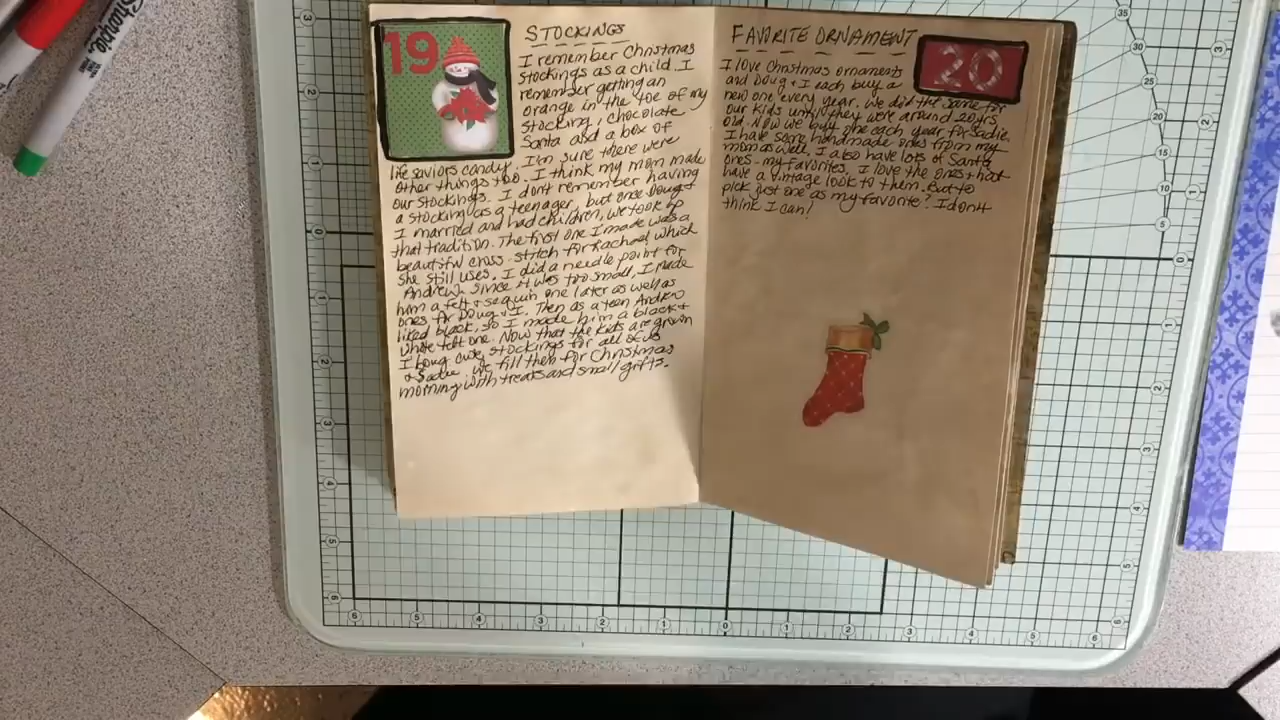 Sharpie
19
STOCKINGS
I remember Christmas
stockings as a child. I
remember getting an
orange in the toe of my
stocking, chocolate
Santa and a box of
life saviors candy. I'm sure there were
other things too. I think my mom made
our stockings. I don't remember having
a stocking as a teenager, but once Doug +
I married and had children, we took up
that tradition. The first one I made was a
beautiful cross-stitch for Rachael, which
she still uses. I did a needle point for
Andrew. Since it was too small, I made
him a felt + sequin one later as well as
ones for Doug + I. Then as a teen Andrew
liked black, so I made him a black +
white felt one. Now that the kids are grown
I cute stockings for all of us
+ Sadie. We fill them for Christmas
morning with treats and small gifts.
FAVORITE ORNAMENT
20
I love Christmas ornaments
and Doug + I each buy a
new one every year. We did the same for
our kids until they were around 20 yrs
old. Now we buy one each year for Sadie.
I have some handmade ones from my
mom as well. I also have lots of Santa
ones - my favorites. I love the ones that
have a vintage look to them. But to
pick just one as my favorite? I don't
think I can!